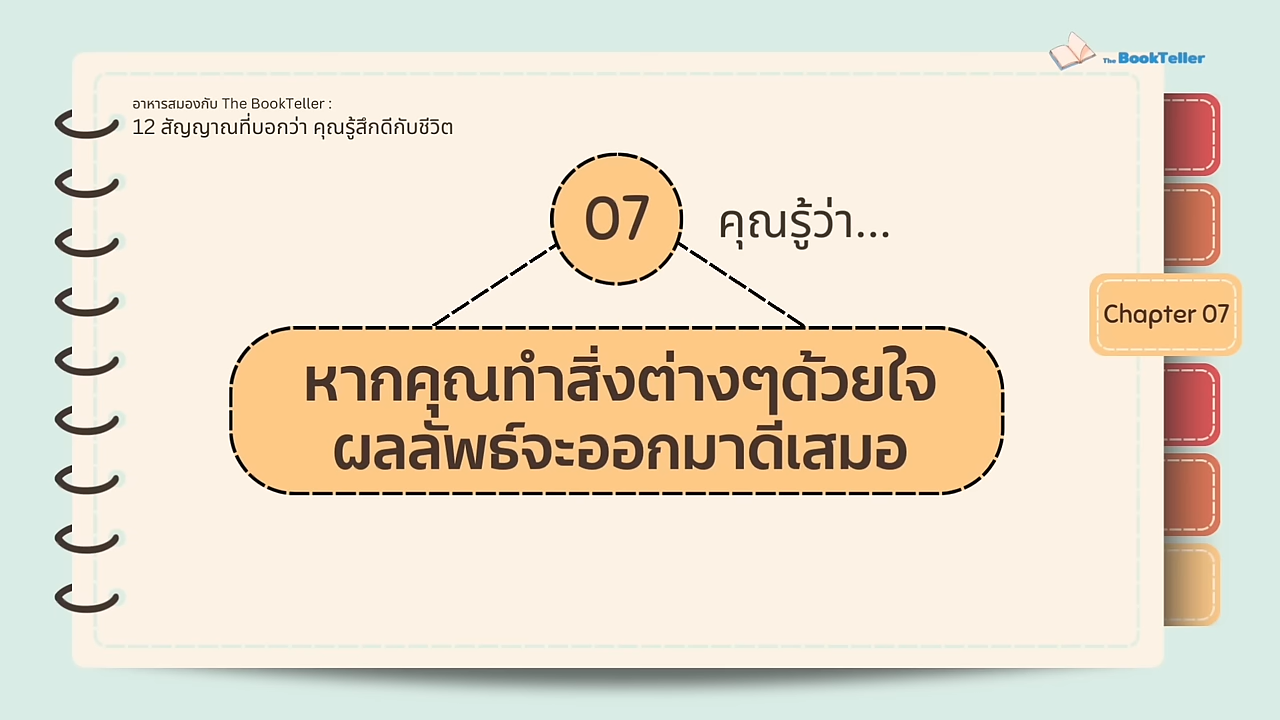 The BookTeller
อาหารสมองกับ The BookTeller :
12 สัญญาณที่บอกว่า คุณรู้สึกดีกับชีวิต
07
คุณรู้ว่า...
Chapter 07
หากคุณทำสิ่งต่างๆด้วยใจ
ผลลัพธ์จะออกมาดีเสมอ